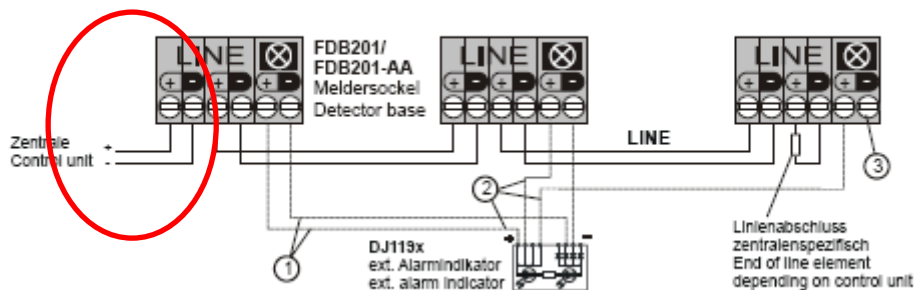 LINE
+ - + - + -
FDB201/
FDB201-AA
Meldersockel
Detector base
LINE
+ - + - + -
LINE
+ - + - + -
Zentrale +
Control unit -
LINE
1
2
3
DJ119x
ext. Alarmindikator
ext. alarm indicator
+ -
Linienabschluss
zentralenspezifisch
End of line element
depending on control unit